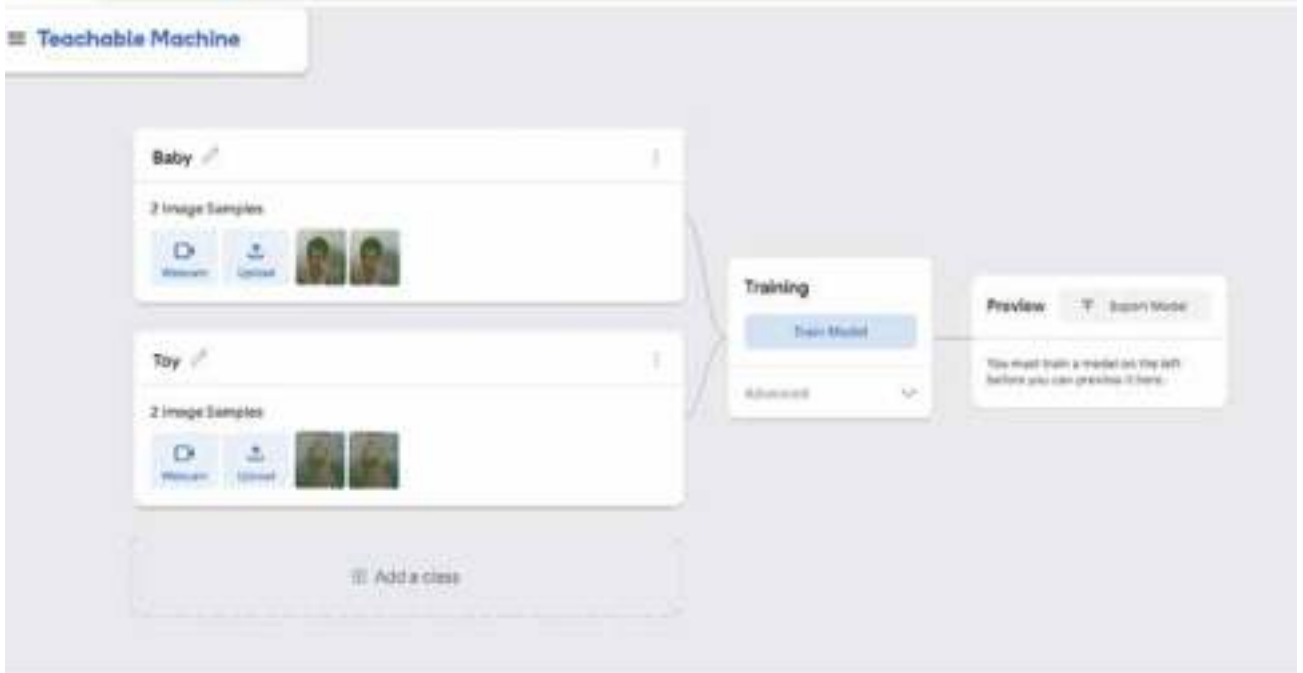 Teachable Machine
Baby
2 Image Samples
Webcam
Upload
Toy
2 Image Samples
Webcam
Upload
Add a class
Training
Train Model
Advanced
Preview
Export Model
You must train a model on the left
before you can preview it here.